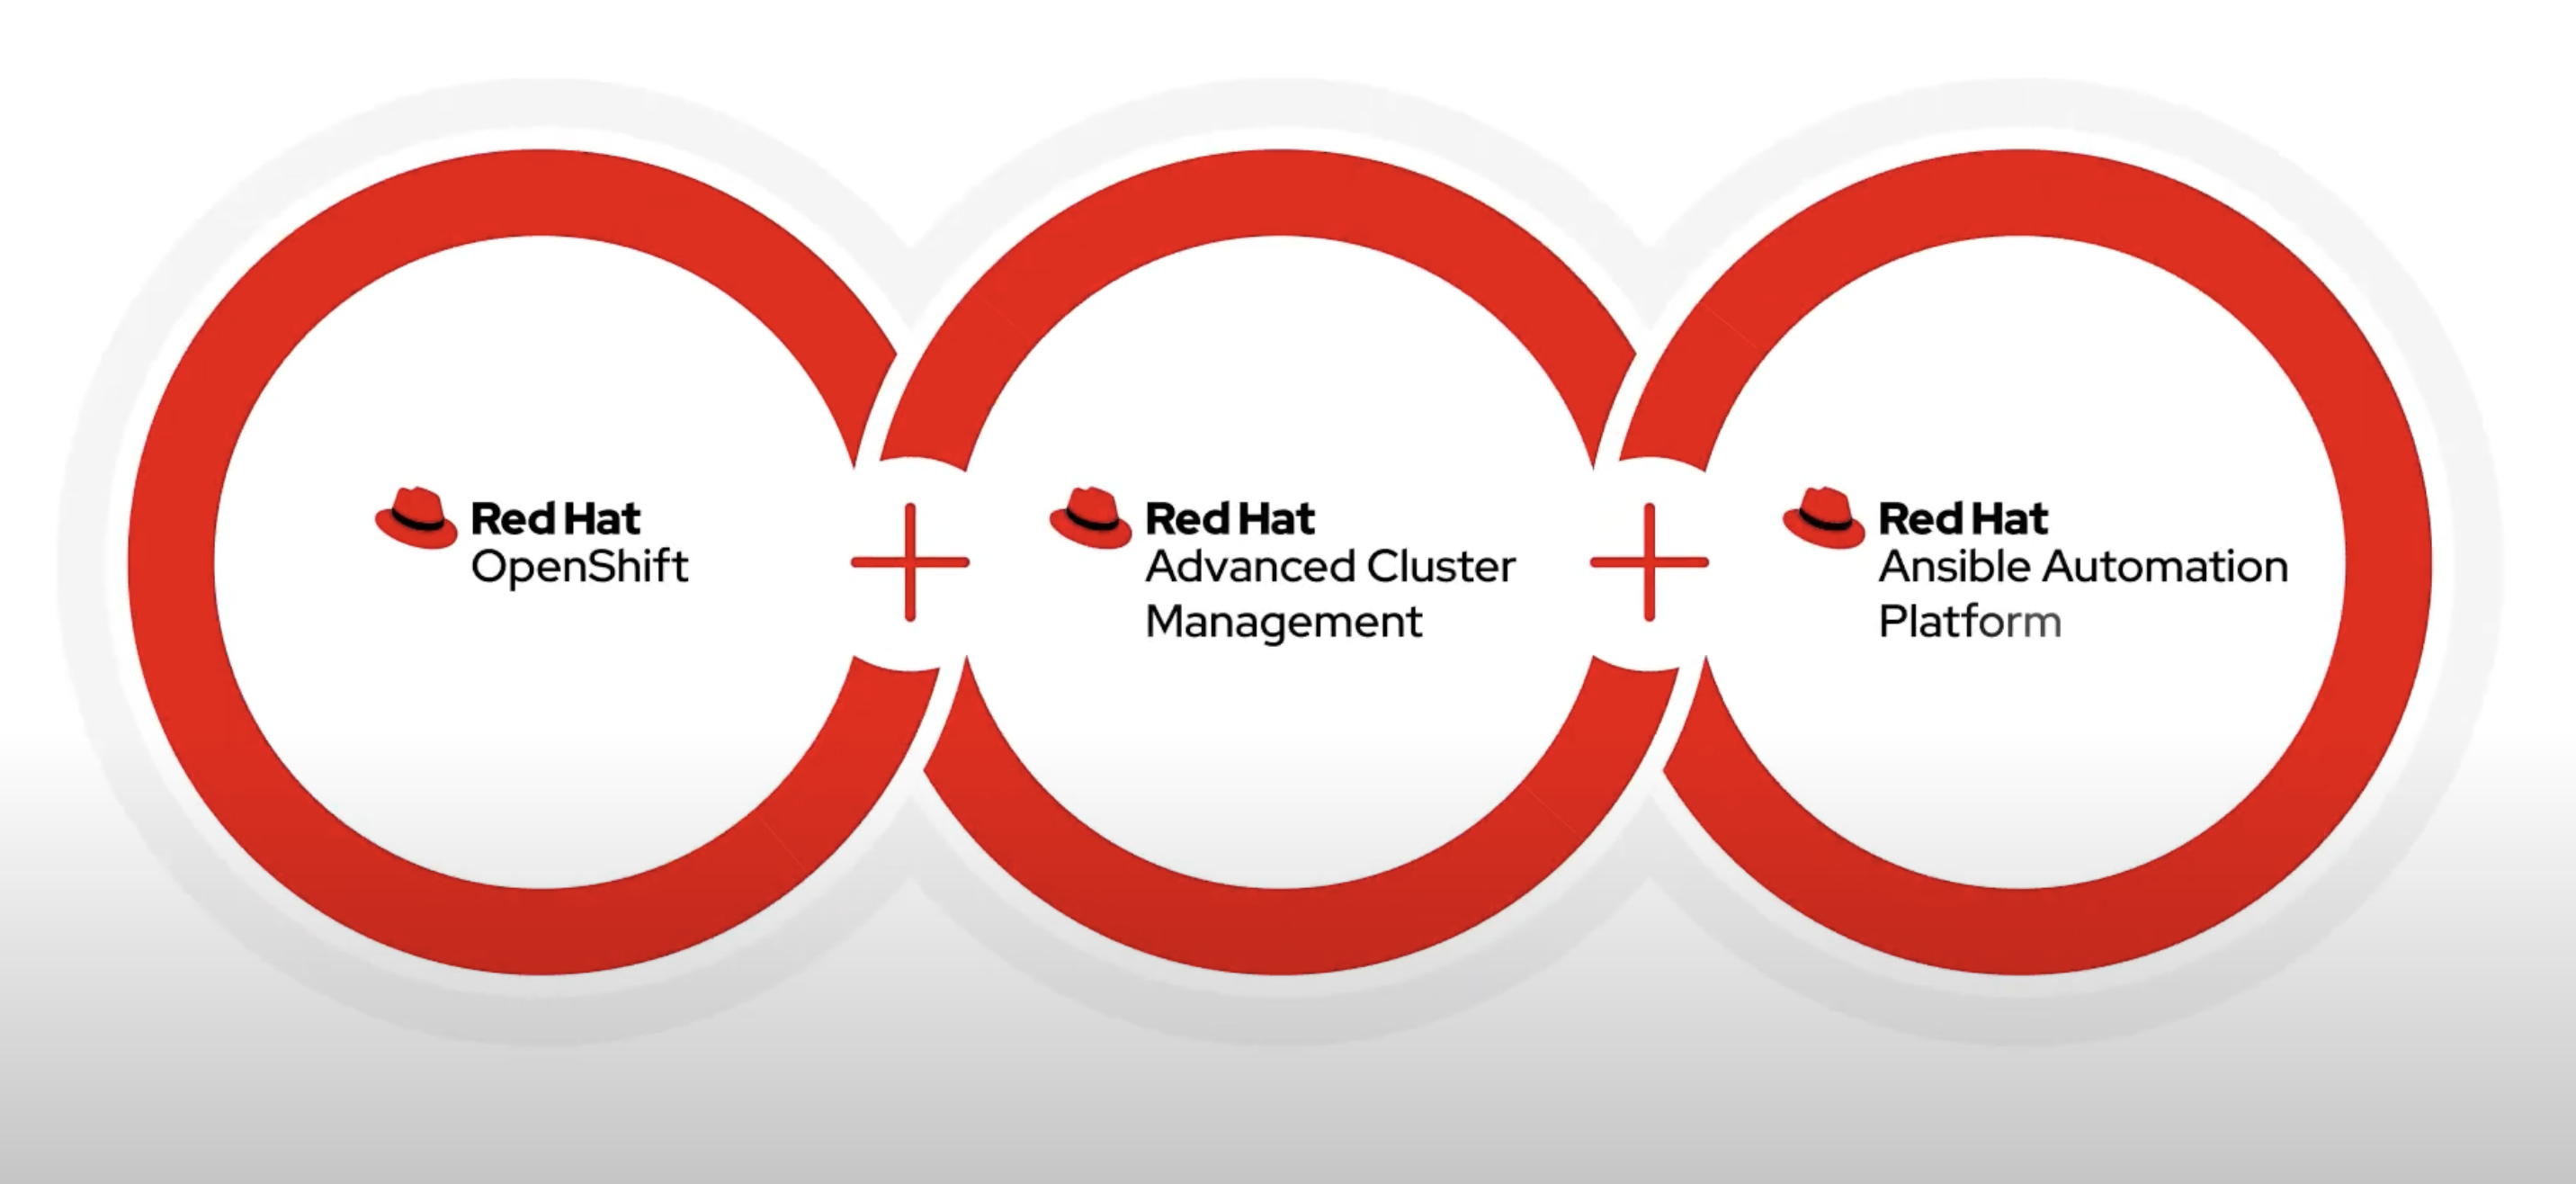 Red Hat
OpenShift
Red Hat
Advanced Cluster
Management
Red Hat
Ansible Automation
Platform